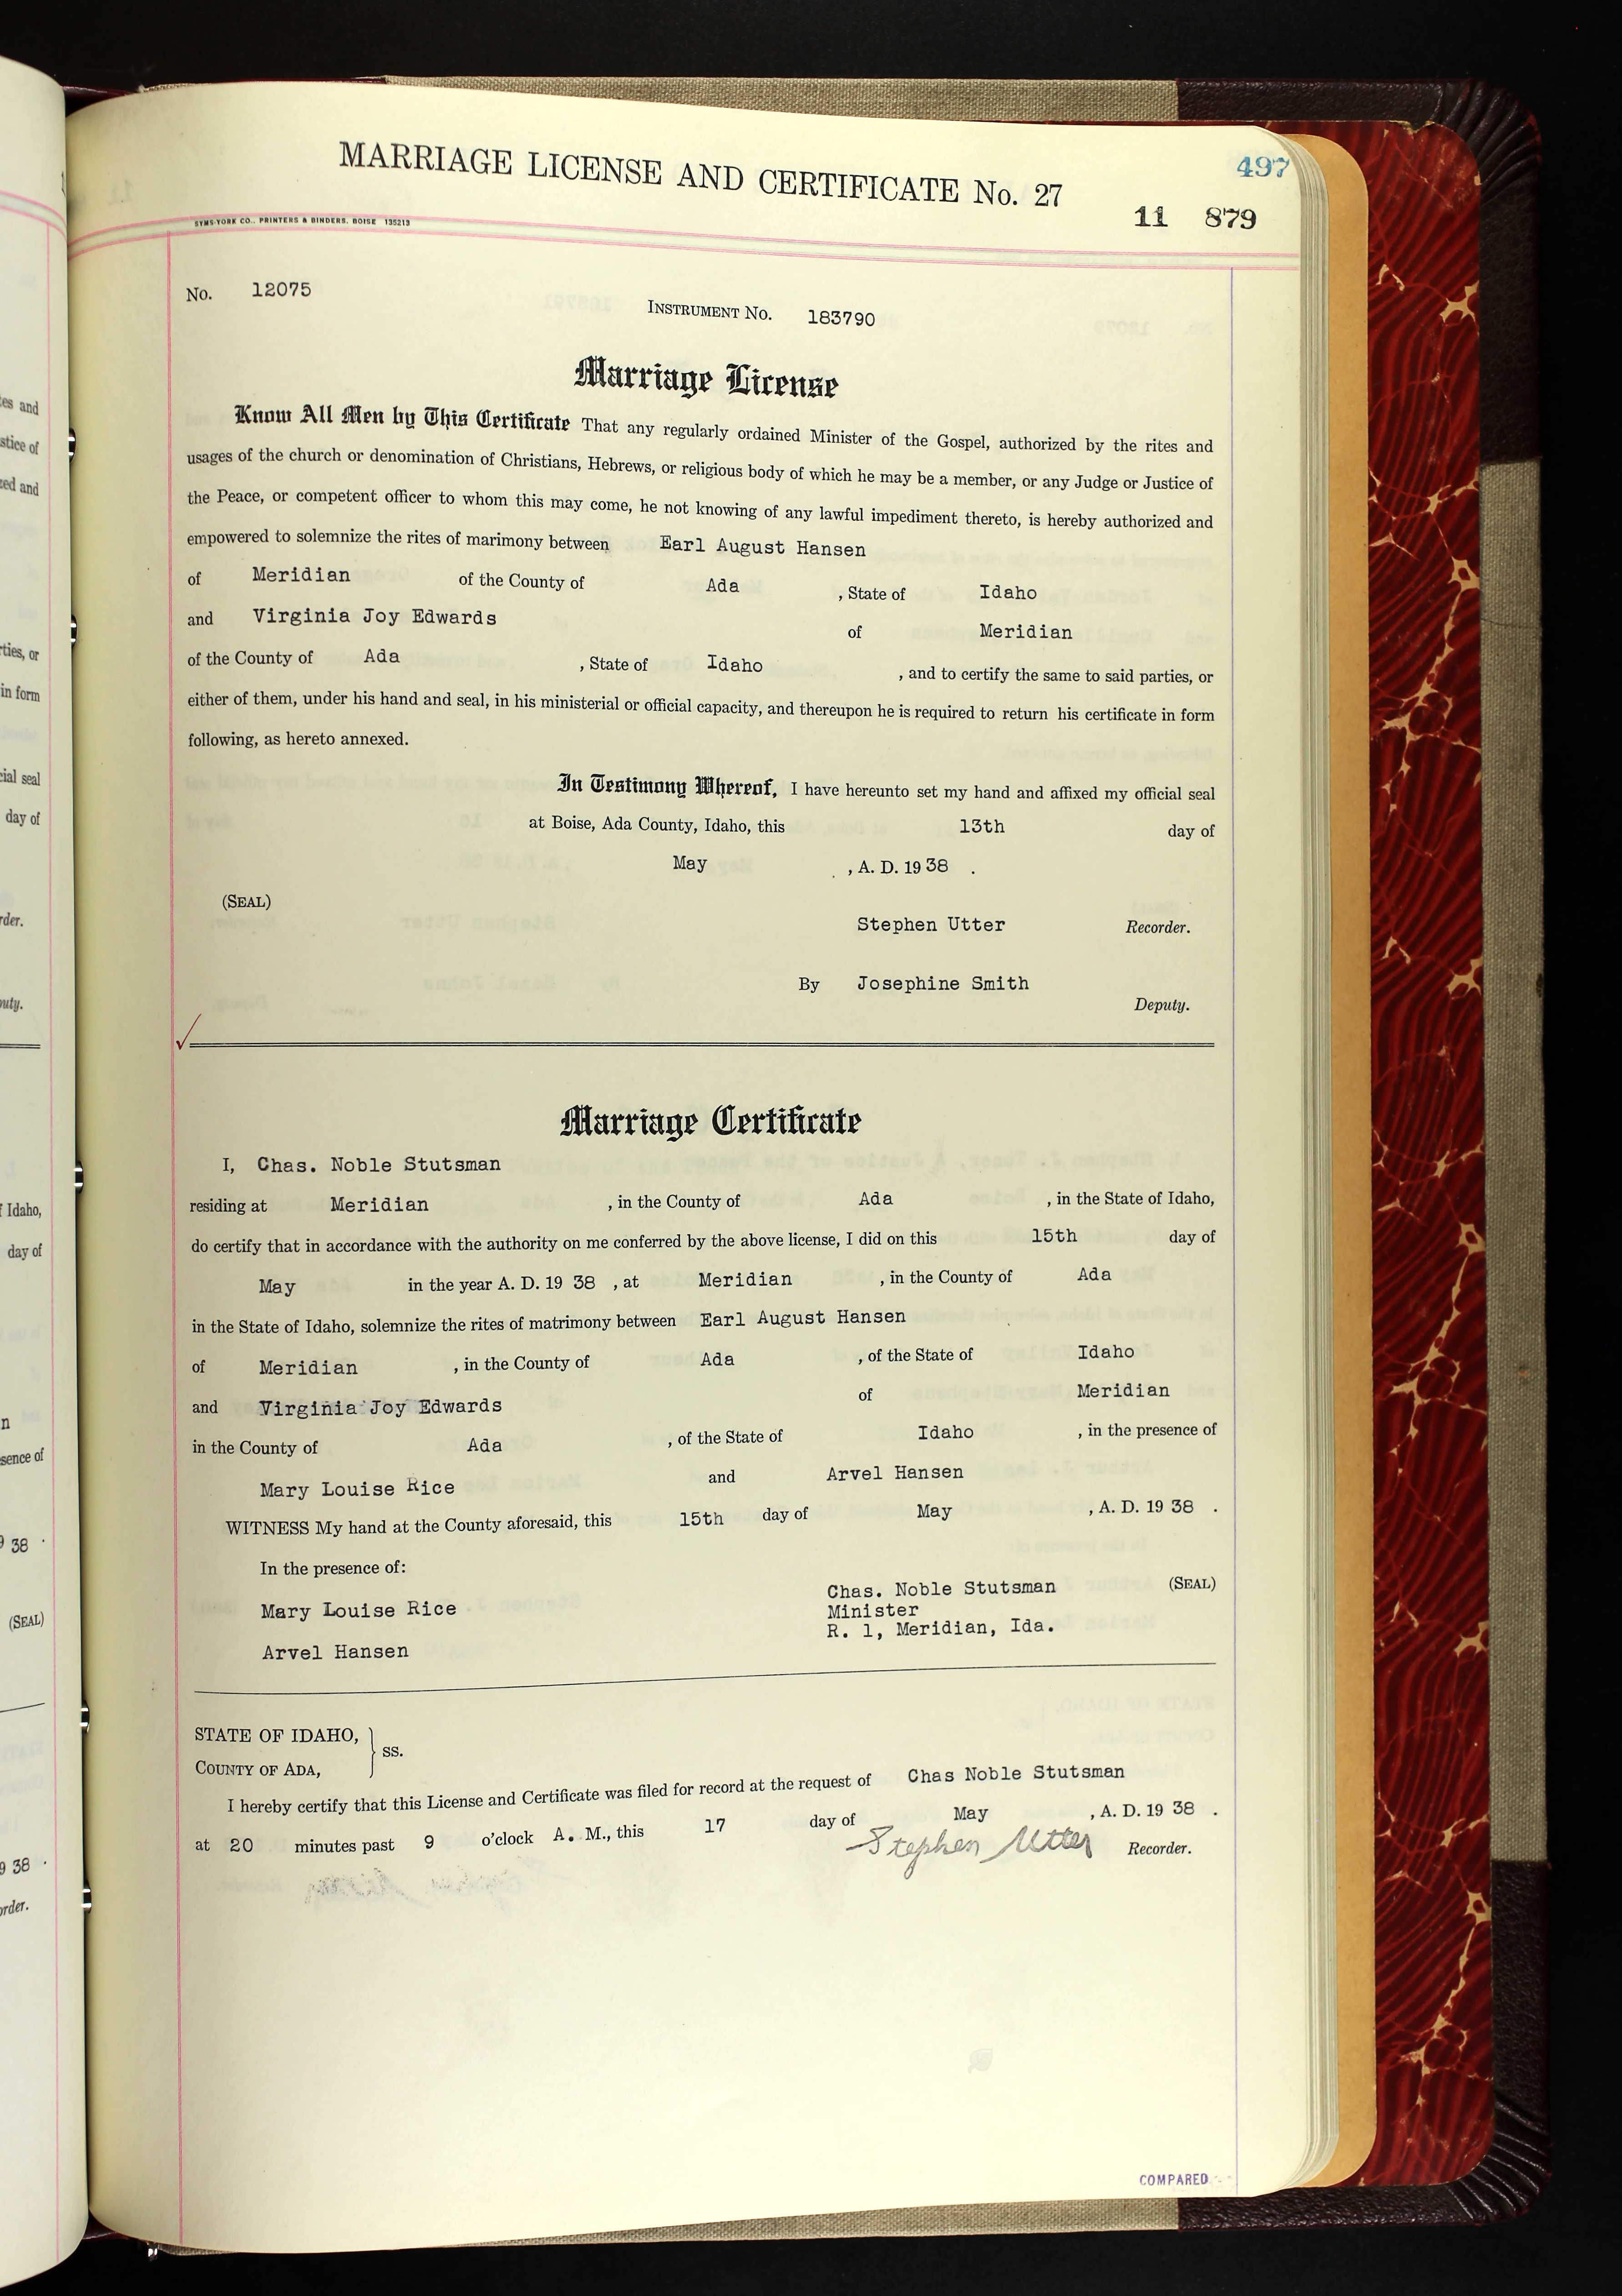 MARRIAGE LICENSE AND CERTIFICATE No. 27
497
11 879
SYMS-YORK CO., PRINTERS & BINDERS, BOISE 135213
No. 12075
INSTRUMENT No. 183790
Marriage License
Know All Men by This Certificate That any regularly ordained Minister of the Gospel, authorized by the rites and
usages of the church or denomination of Christians, Hebrews, or religious body of which he may be a member, or any Judge or Justice of
the Peace, or competent officer to whom this may come, he not knowing of any lawful impediment thereto, is hereby authorized and
empowered to solemnize the rites of marimony between Earl August Hansen
of Meridian of the County of Ada , State of Idaho
and Virginia Joy Edwards of Meridian
of the County of Ada , State of Idaho , and to certify the same to said parties, or
either of them, under his hand and seal, in his ministerial or official capacity, and thereupon he is required to return his certificate in form
following, as hereto annexed.
In Testimony Whereof, I have hereunto set my hand and affixed my official seal
at Boise, Ada County, Idaho, this 13th day of
May , A. D. 19 38 .
(SEAL)
Stephen Utter Recorder.
By Josephine Smith
Deputy.
Marriage Certificate
I, Chas. Noble Stutsman
residing at Meridian , in the County of Ada , in the State of Idaho,
do certify that in accordance with the authority on me conferred by the above license, I did on this 15th day of
May in the year A. D. 19 38 , at Meridian , in the County of Ada
in the State of Idaho, solemnize the rites of matrimony between Earl August Hansen
of Meridian , in the County of Ada , of the State of Idaho
and Virginia Joy Edwards of Meridian
in the County of Ada , of the State of Idaho , in the presence of
Mary Louise Rice and Arvel Hansen
WITNESS My hand at the County aforesaid, this 15th day of May , A. D. 19 38 .
In the presence of:
Chas. Noble Stutsman (SEAL)
Mary Louise Rice Minister
R. 1, Meridian, Ida.
Arvel Hansen
STATE OF IDAHO, } ss.
COUNTY OF ADA,
I hereby certify that this License and Certificate was filed for record at the request of Chas Noble Stutsman
at 20 minutes past 9 o'clock A. M., this 17 day of May , A. D. 19 38 .
Stephen Utter Recorder.
COMPARED